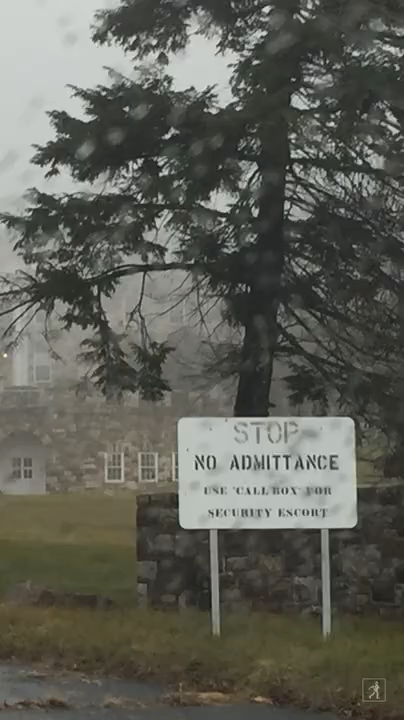 STOP
NO ADMITTANCE
USE 'CALL BOX' FOR
SECURITY ESCORT